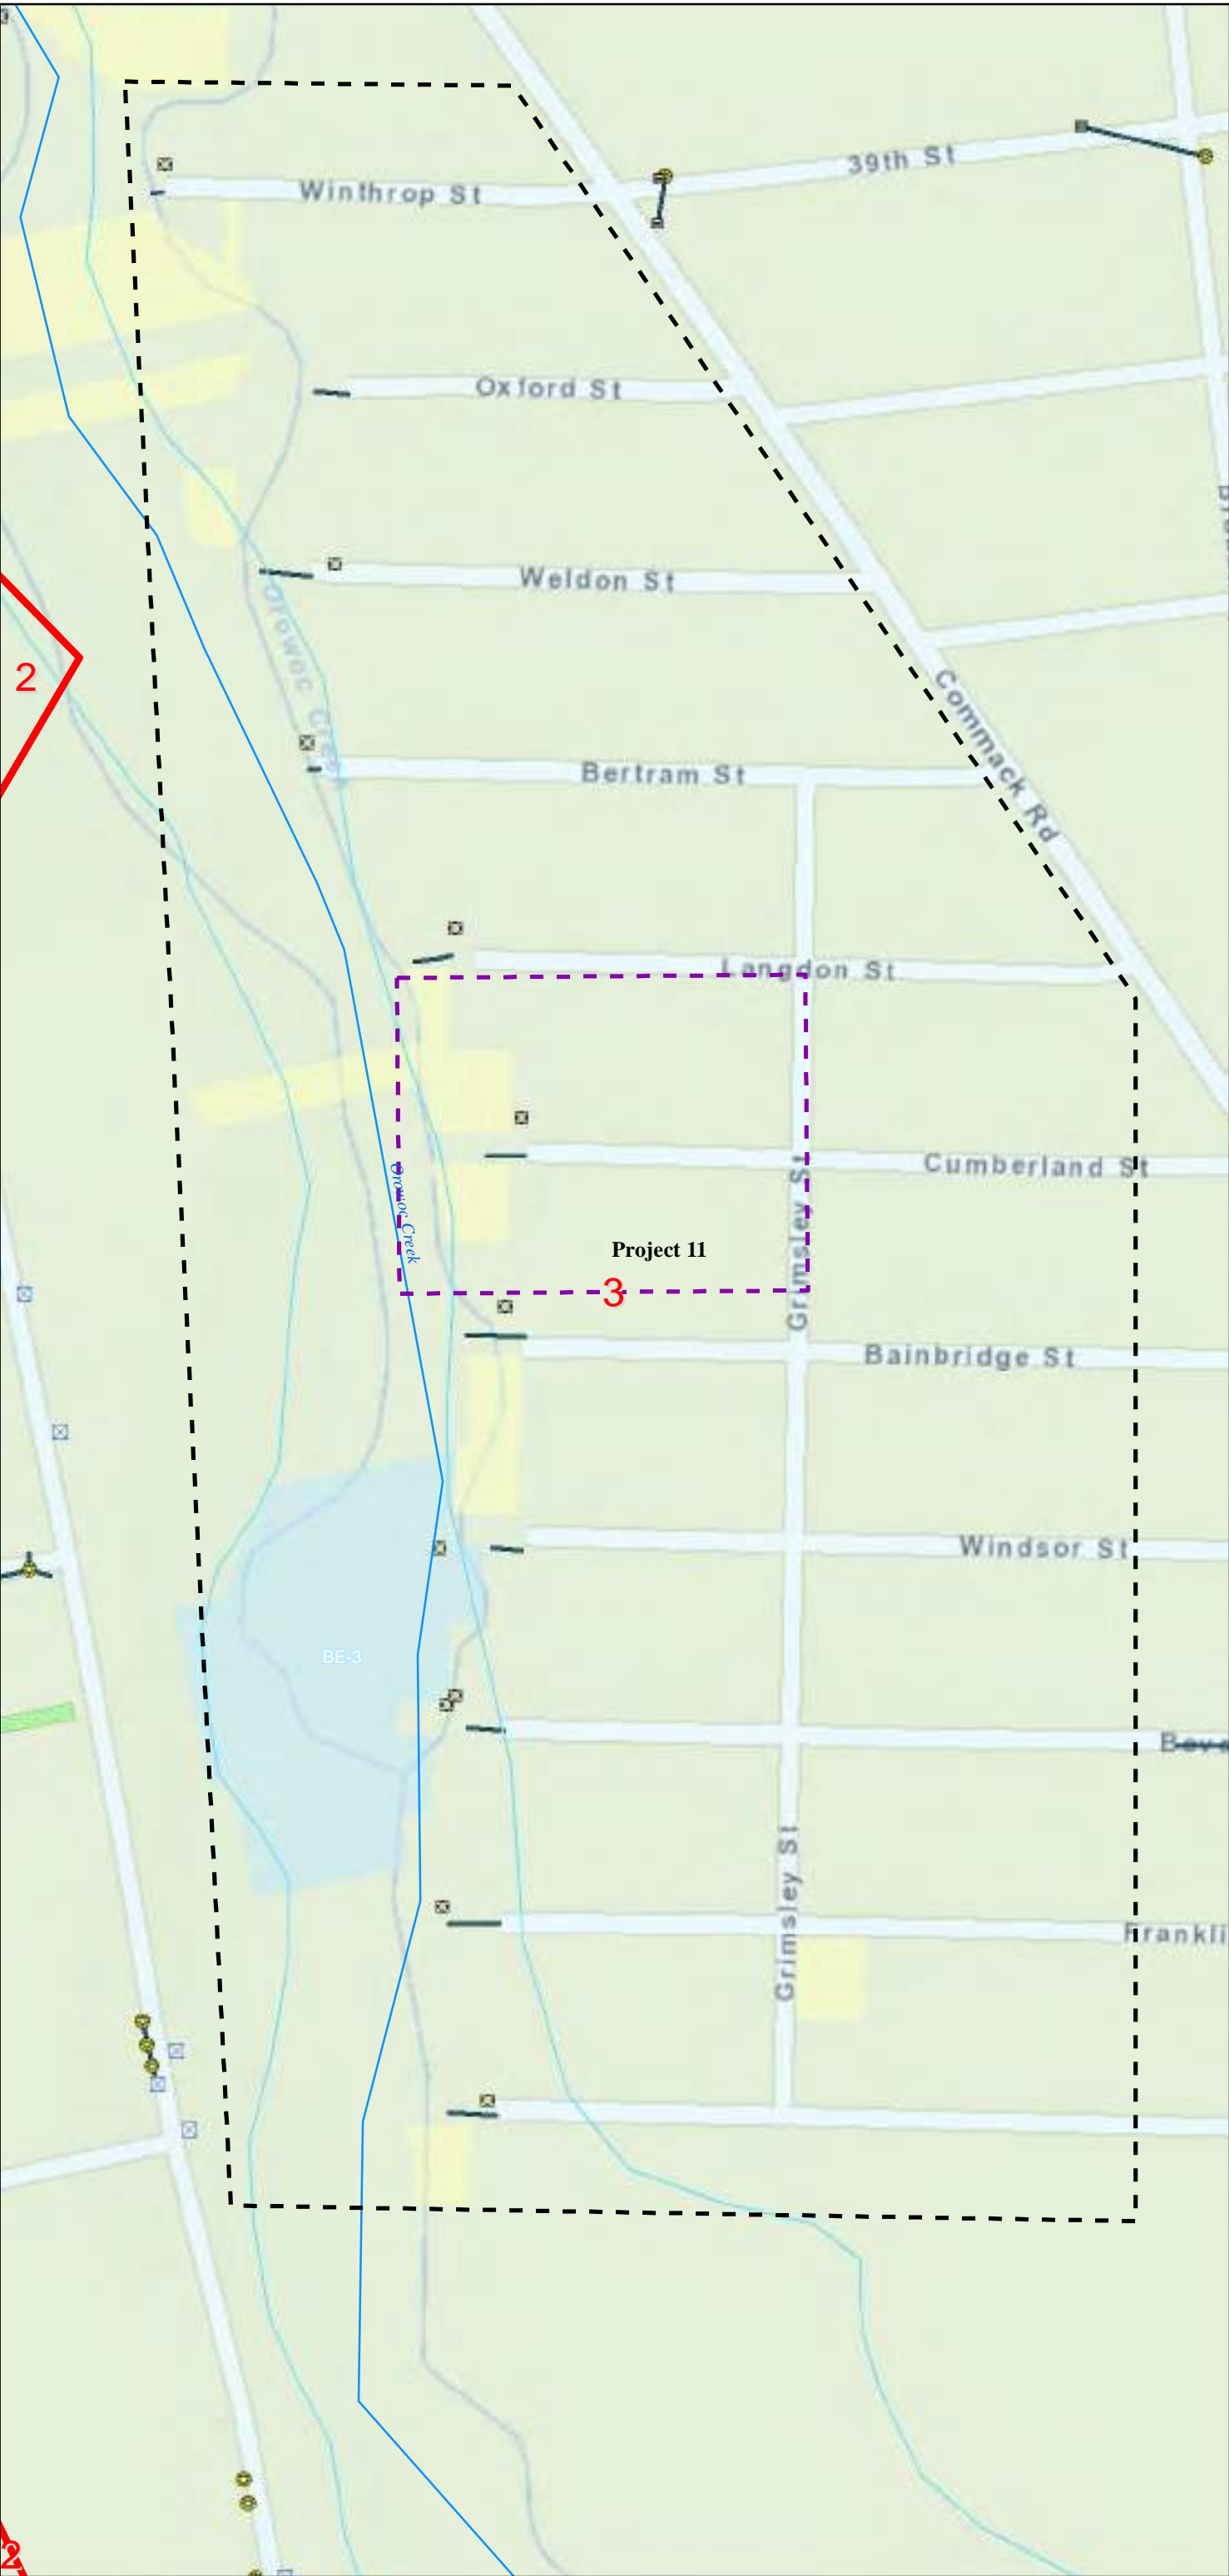 39th St
Winthrop St
Oxford St
Weldon St
Orowoc Creek
2
Commack Rd
Bertram St
Langdon St
Cumberland St
Orowoc Creek
Grimsley St
Project 11
3
Bainbridge St
Windsor St
BE-3
Grimsley St
Frankli
2